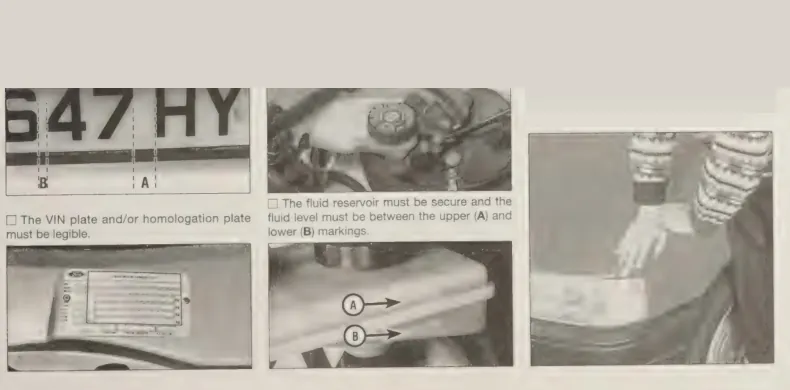 647 HY
B A
☐ The VIN plate and/or homologation plate
must be legible.
☐ The fluid reservoir must be secure and the
fluid level must be between the upper (A) and
lower (B) markings.
A
B